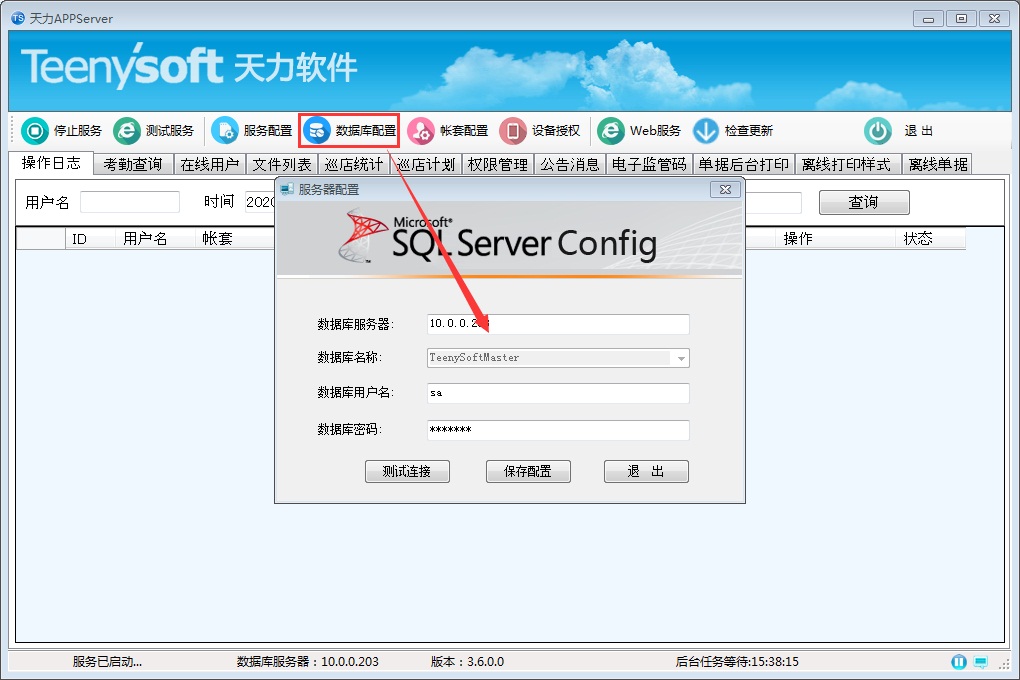 天力APPServer
Teenysoft 天力软件
停止服务 测试服务 服务配置 数据库配置 帐套配置 设备授权 Web服务 检查更新 退 出
操作日志 考勤查询 在线用户 文件列表 巡店统计 巡店计划 权限管理 公告消息 电子监管码 单据后台打印 离线打印样式 离线单据
服务器配置
用户名 时间 2020 查询
Microsoft®
SQL Server Config
ID 用户名 帐套 操作 状态
数据库服务器: 10.0.0.203
数据库名称: TeenySoftMaster
数据库用户名: sa
数据库密码: *******
测试连接 保存配置 退 出
服务已启动... 数据库服务器：10.0.0.203 版本：3.6.0.0 后台任务等待:15:38:15